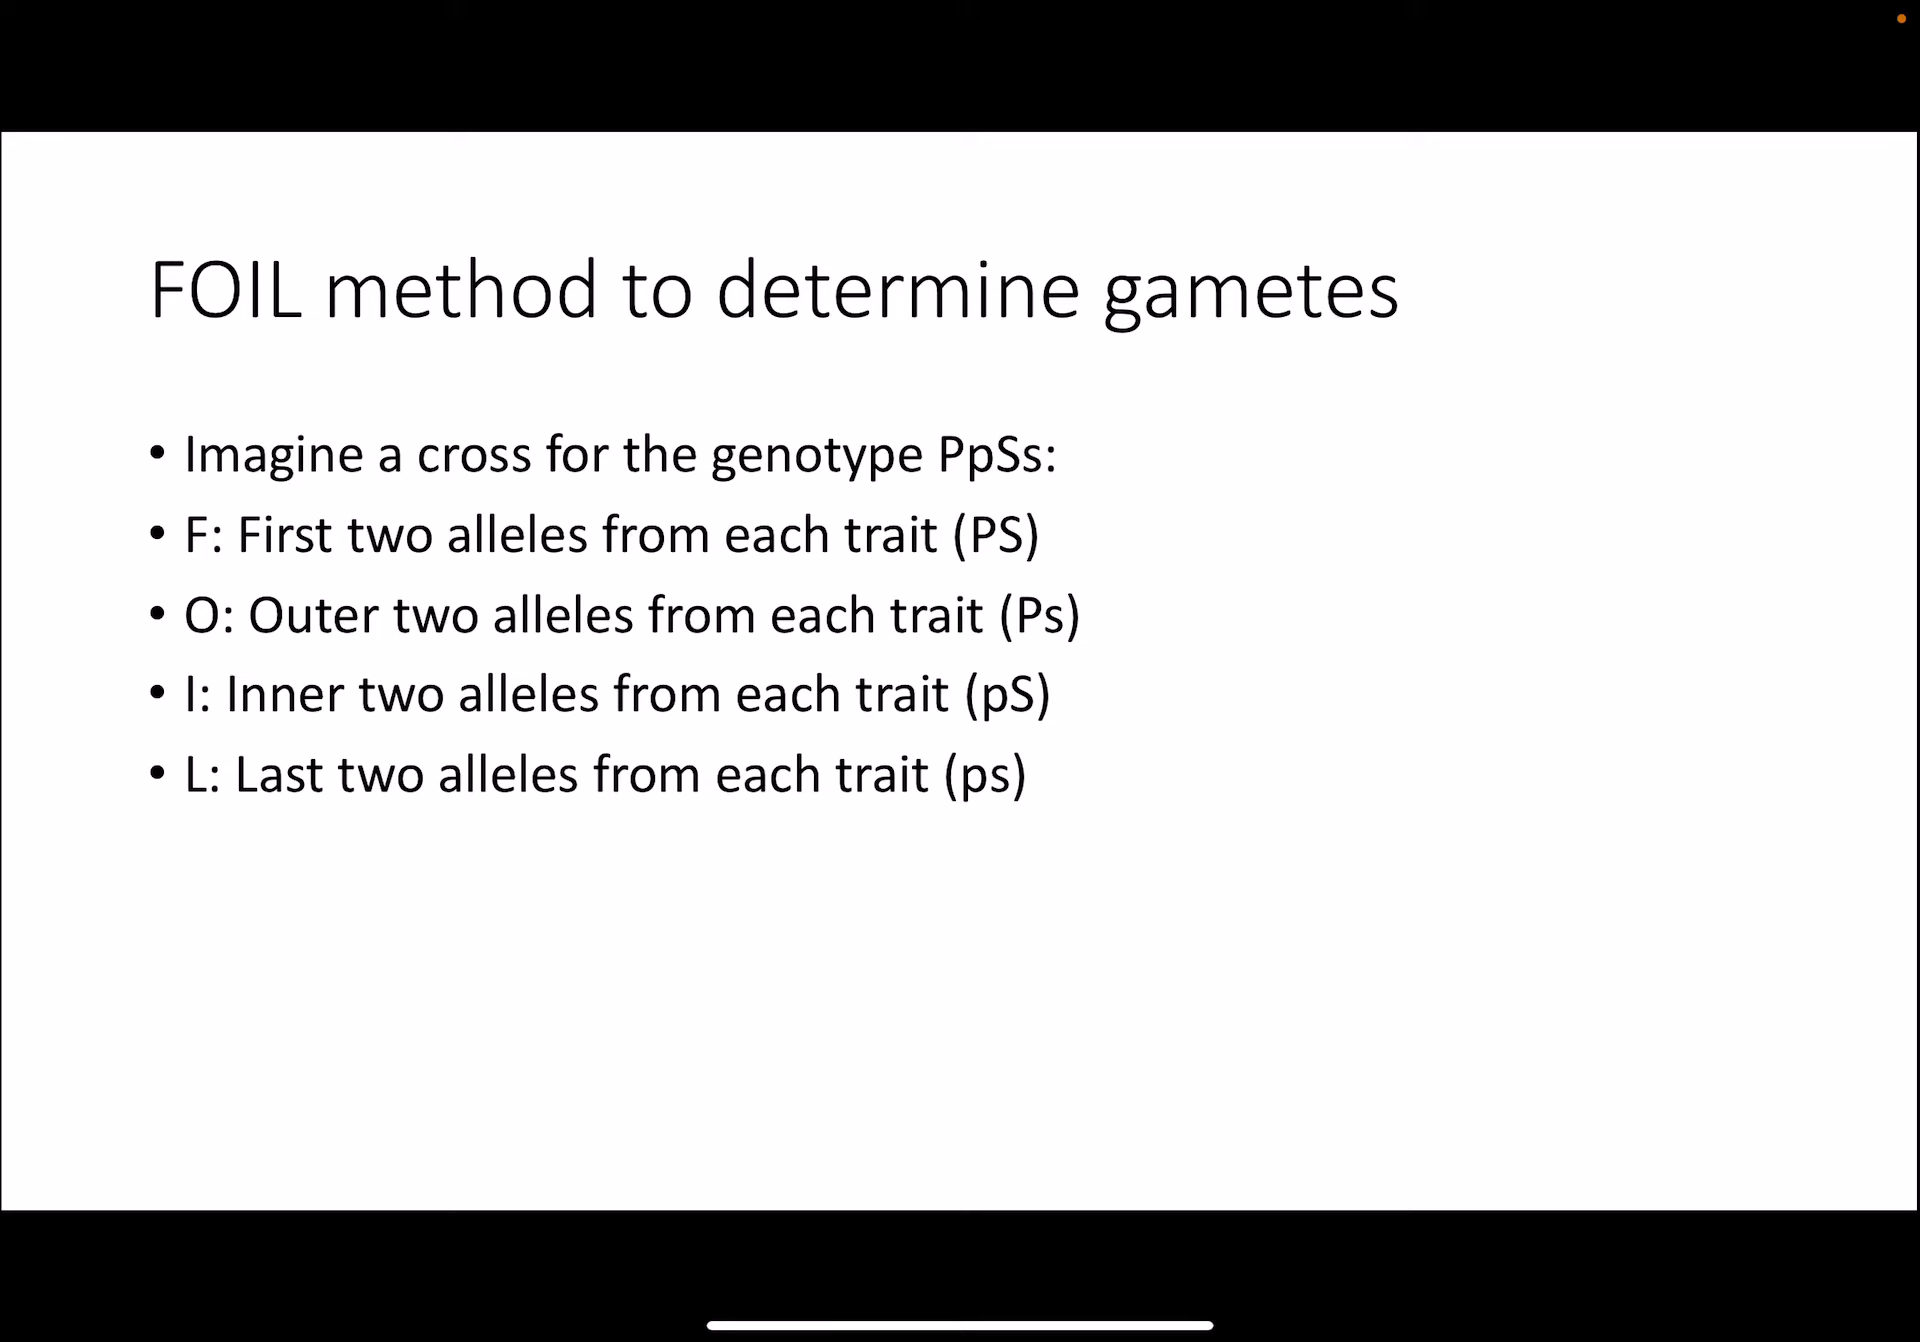 FOIL method to determine gametes
• Imagine a cross for the genotype PpSs:
• F: First two alleles from each trait (PS)
• O: Outer two alleles from each trait (Ps)
• I: Inner two alleles from each trait (pS)
• L: Last two alleles from each trait (ps)